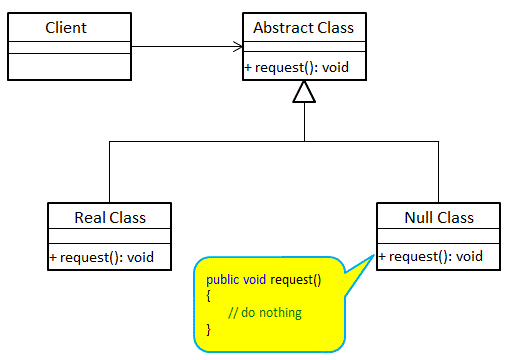 Client
Abstract Class
+ request(): void
Real Class
+ request(): void
Null Class
+ request(): void
public void request()
{
// do nothing
}